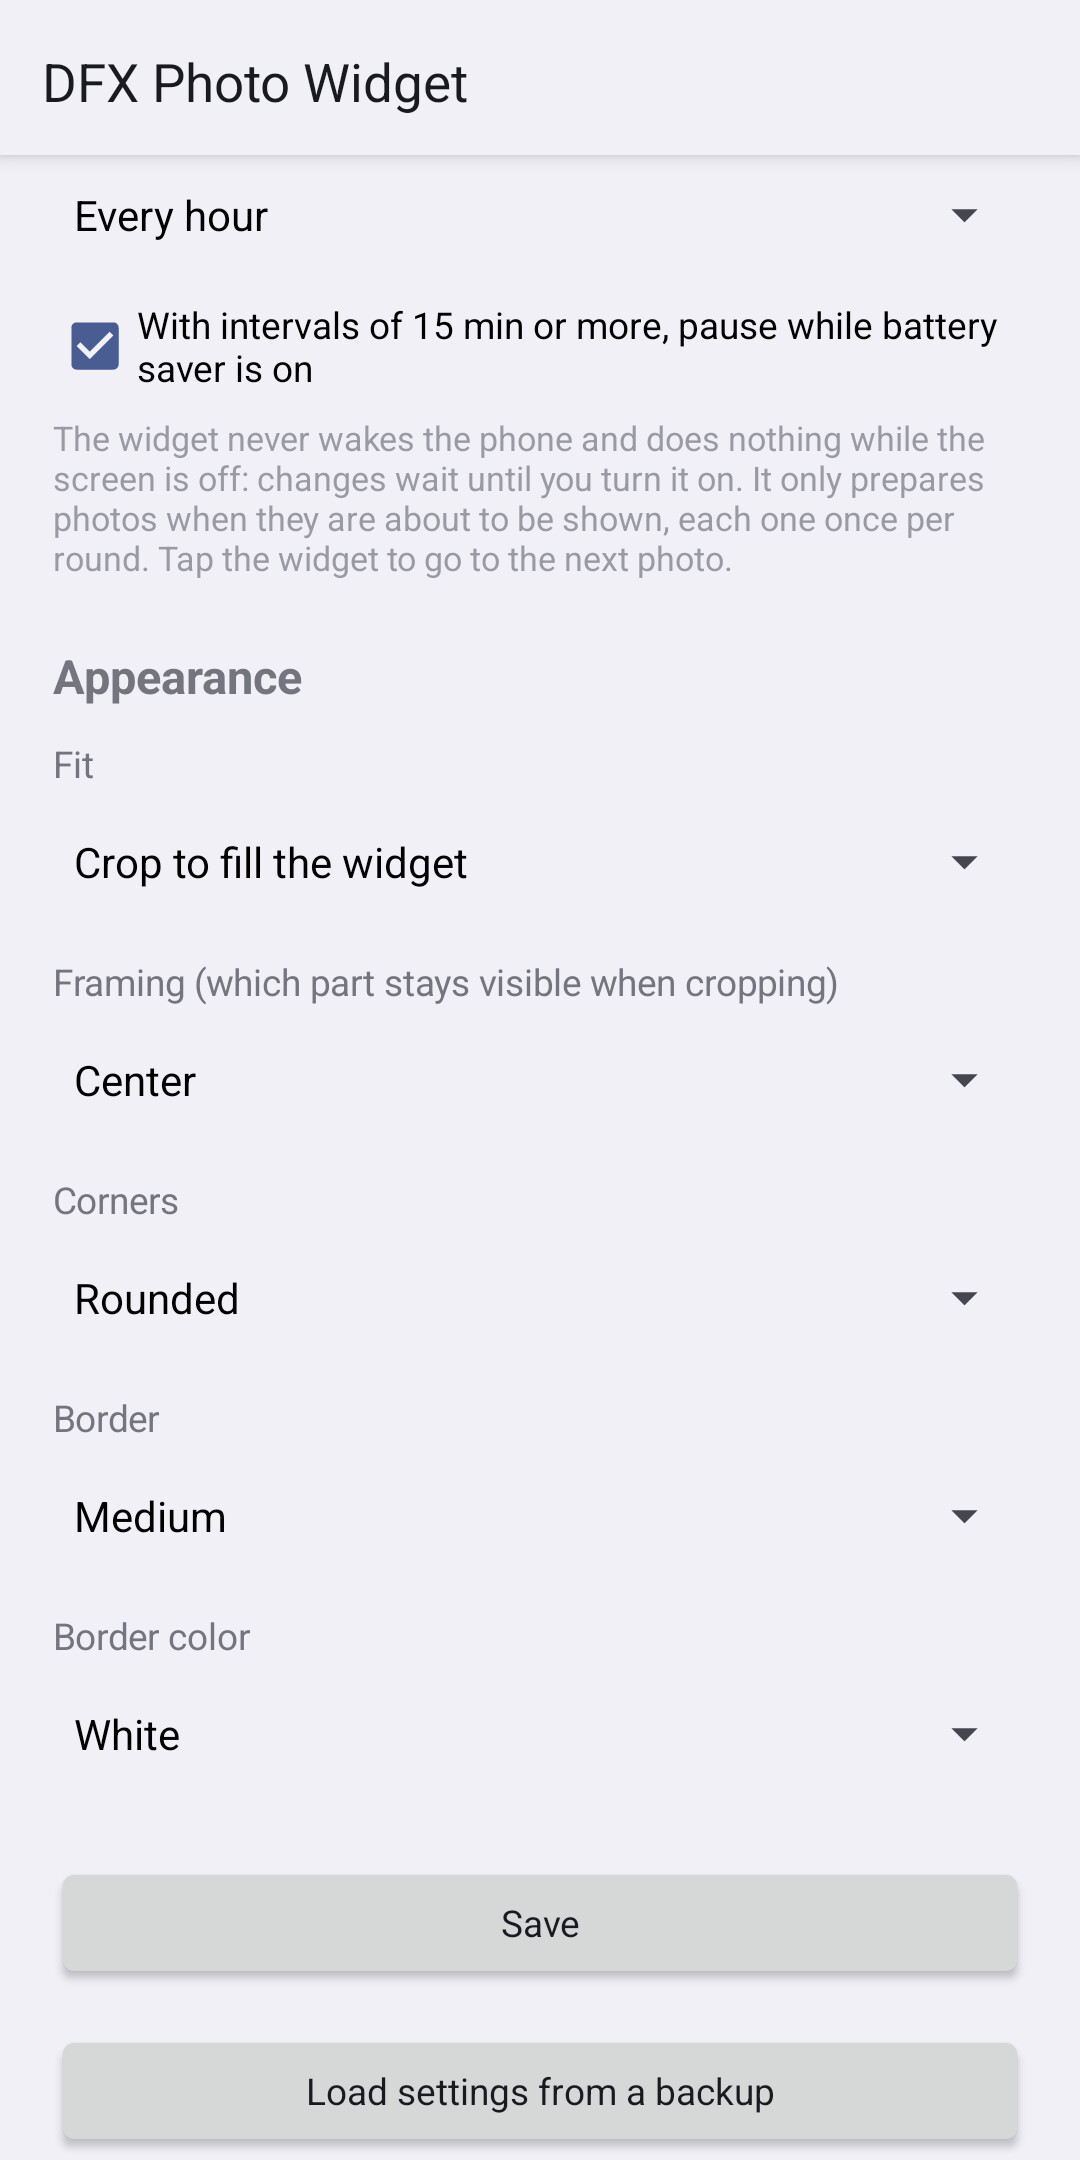 DFX Photo Widget
Every hour
With intervals of 15 min or more, pause while battery
saver is on
The widget never wakes the phone and does nothing while the
screen is off: changes wait until you turn it on. It only prepares
photos when they are about to be shown, each one once per
round. Tap the widget to go to the next photo.
Appearance
Fit
Crop to fill the widget
Framing (which part stays visible when cropping)
Center
Corners
Rounded
Border
Medium
Border color
White
Save
Load settings from a backup